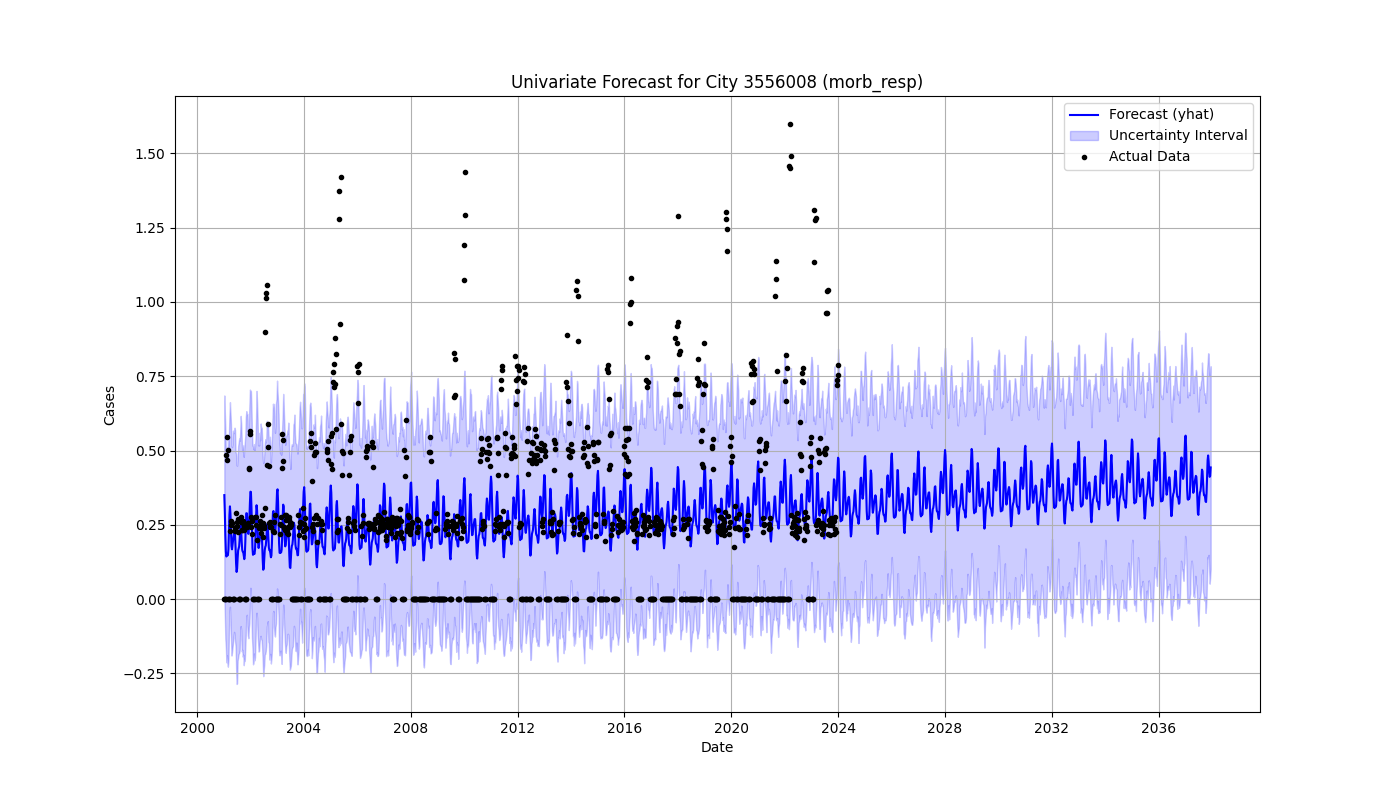 Univariate Forecast for City 3556008 (morb_resp)
Forecast (yhat)
Uncertainty Interval
Actual Data
Cases
1.50
1.25
1.00
0.75
0.50
0.25
0.00
−0.25
2000 2004 2008 2012 2016 2020 2024 2028 2032 2036
Date